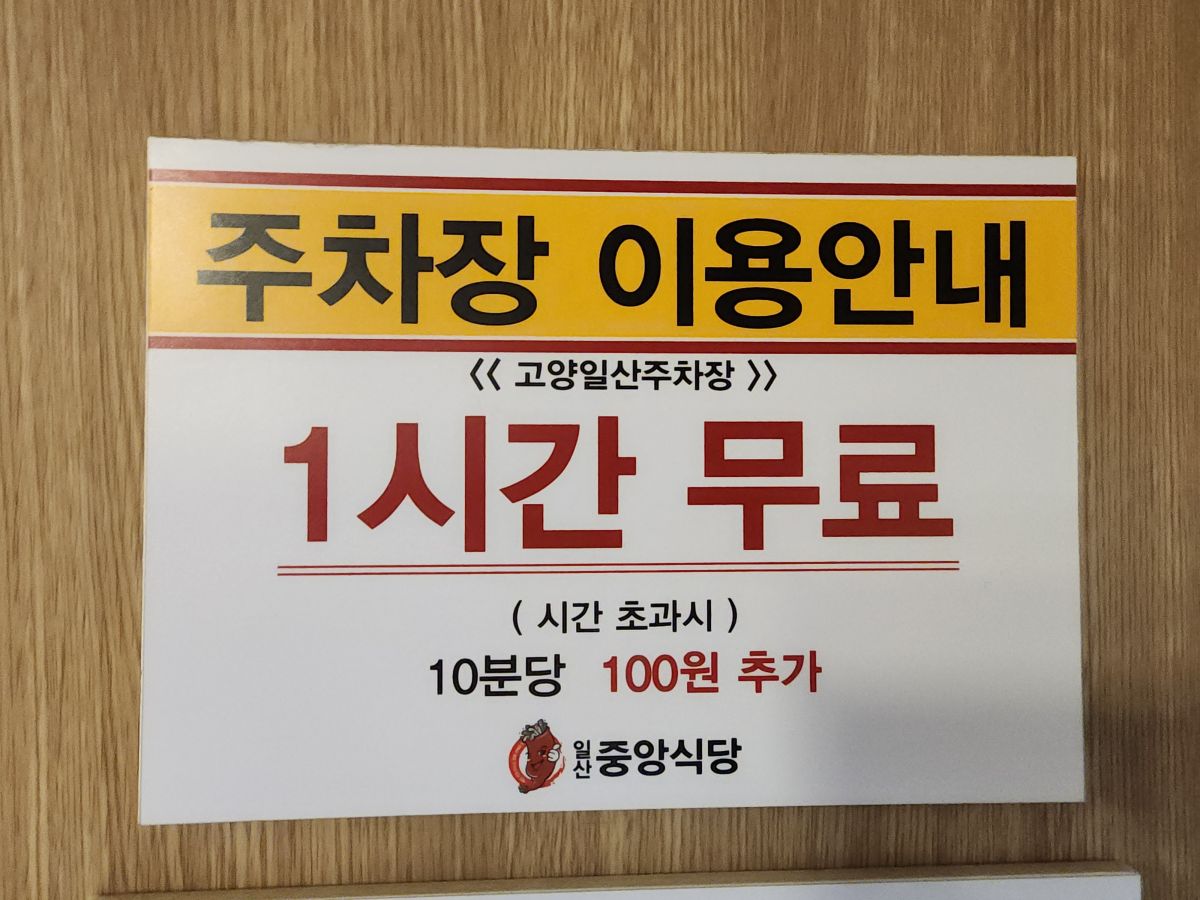 주차장 이용안내
《 고양일산주차장 》
1시간 무료
( 시간 초과시 )
10분당 100원 추가
일산 중앙식당